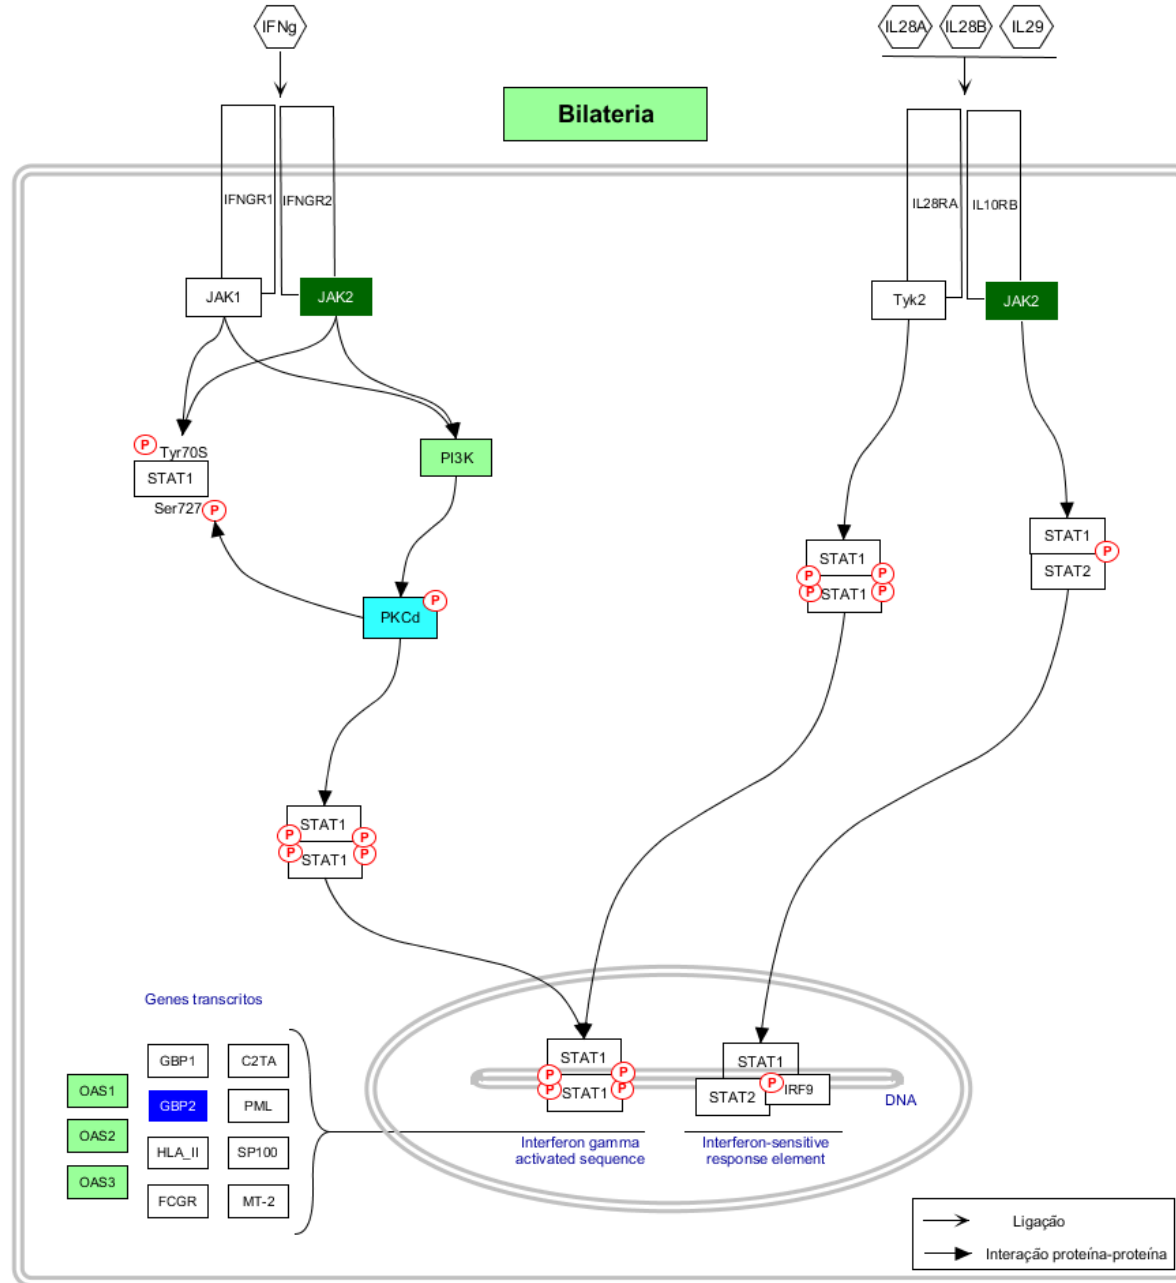 IFNg
IL28A
IL28B
IL29
Bilateria
IFNGR1
IFNGR2
IL28RA
IL10RB
JAK1
JAK2
Tyk2
JAK2
P
Tyr70S
STAT1
Ser727
P
PI3K
PKCd
P
STAT1
STAT1
P
P
P
P
STAT1
STAT2
P
STAT1
STAT1
P
P
P
P
Genes transcritos
GBP1
C2TA
OAS1
GBP2
PML
OAS2
HLA_II
SP100
OAS3
FCGR
MT-2
STAT1
STAT1
P
P
P
P
STAT1
STAT2
P
IRF9
DNA
Interferon gamma
activated sequence
Interferon-sensitive
response element
Ligação
Interação proteína-proteína